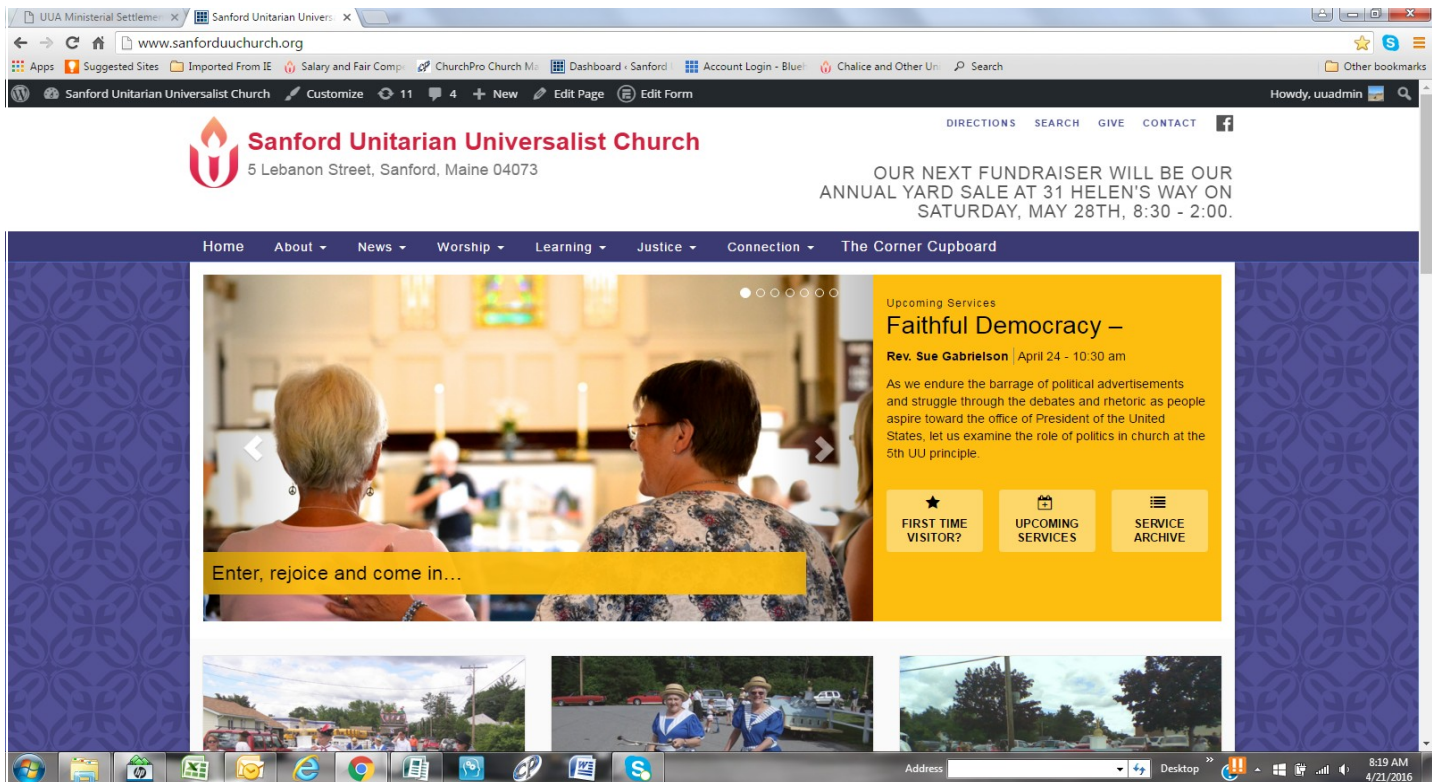 UUA Ministerial Settlemen
Sanford Unitarian Univers
www.sanforduuchurch.org
Apps Suggested Sites Imported From IE Salary and Fair Comp ChurchPro Church Ma Dashboard ‹ Sanford Account Login - Blue Chalice and Other Un Search Other bookmarks
Sanford Unitarian Universalist Church Customize 11 4 + New Edit Page Edit Form Howdy, uuadmin
DIRECTIONS SEARCH GIVE CONTACT f
Sanford Unitarian Universalist Church
5 Lebanon Street, Sanford, Maine 04073
OUR NEXT FUNDRAISER WILL BE OUR
ANNUAL YARD SALE AT 31 HELEN'S WAY ON
SATURDAY, MAY 28TH, 8:30 - 2:00.
Home About News Worship Learning Justice Connection The Corner Cupboard
Upcoming Services
Faithful Democracy –
Rev. Sue Gabrielson | April 24 - 10:30 am
As we endure the barrage of political advertisements
and struggle through the debates and rhetoric as people
aspire toward the office of President of the United
States, let us examine the role of politics in church at the
5th UU principle.
FIRST TIME
VISITOR?
UPCOMING
SERVICES
SERVICE
ARCHIVE
Enter, rejoice and come in…
Address Desktop » 8:19 AM
4/21/2016